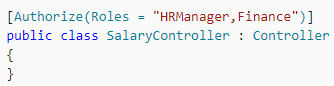 [Authorize(Roles = "HRManager,Finance")]
public class SalaryController : Controller
{
}